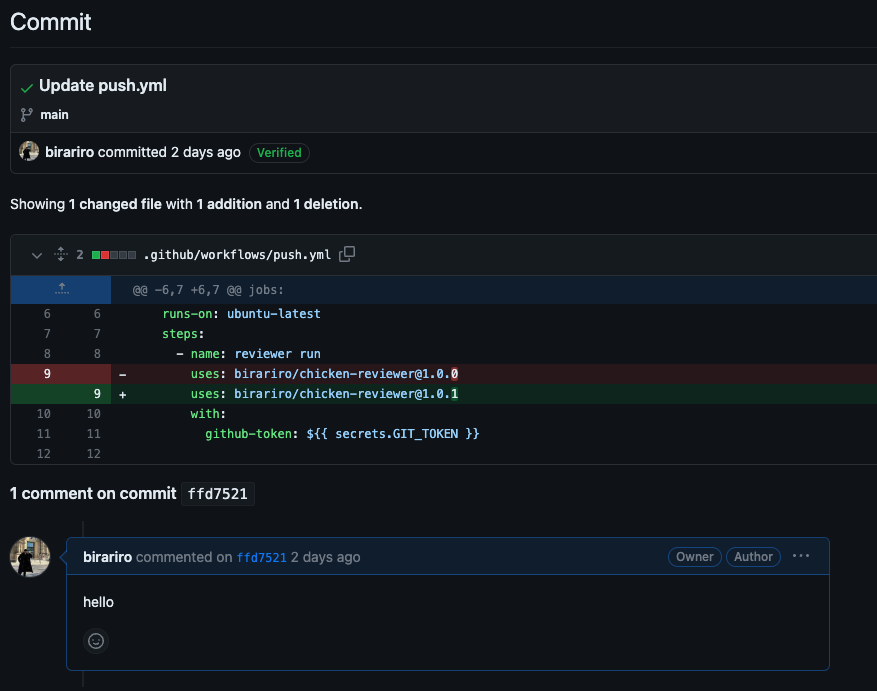 Commit
Update push.yml
main
birariro committed 2 days ago Verified
Showing 1 changed file with 1 addition and 1 deletion.
2 .github/workflows/push.yml
@@ -6,7 +6,7 @@ jobs:
6 6 runs-on: ubuntu-latest
7 7 steps:
8 8 - name: reviewer run
9 - uses: birariro/chicken-reviewer@1.0.0
9 + uses: birariro/chicken-reviewer@1.0.1
10 10 with:
11 11 github-token: ${{ secrets.GIT_TOKEN }}
12 12
1 comment on commit ffd7521
birariro commented on ffd7521 2 days ago Owner Author ...
hello